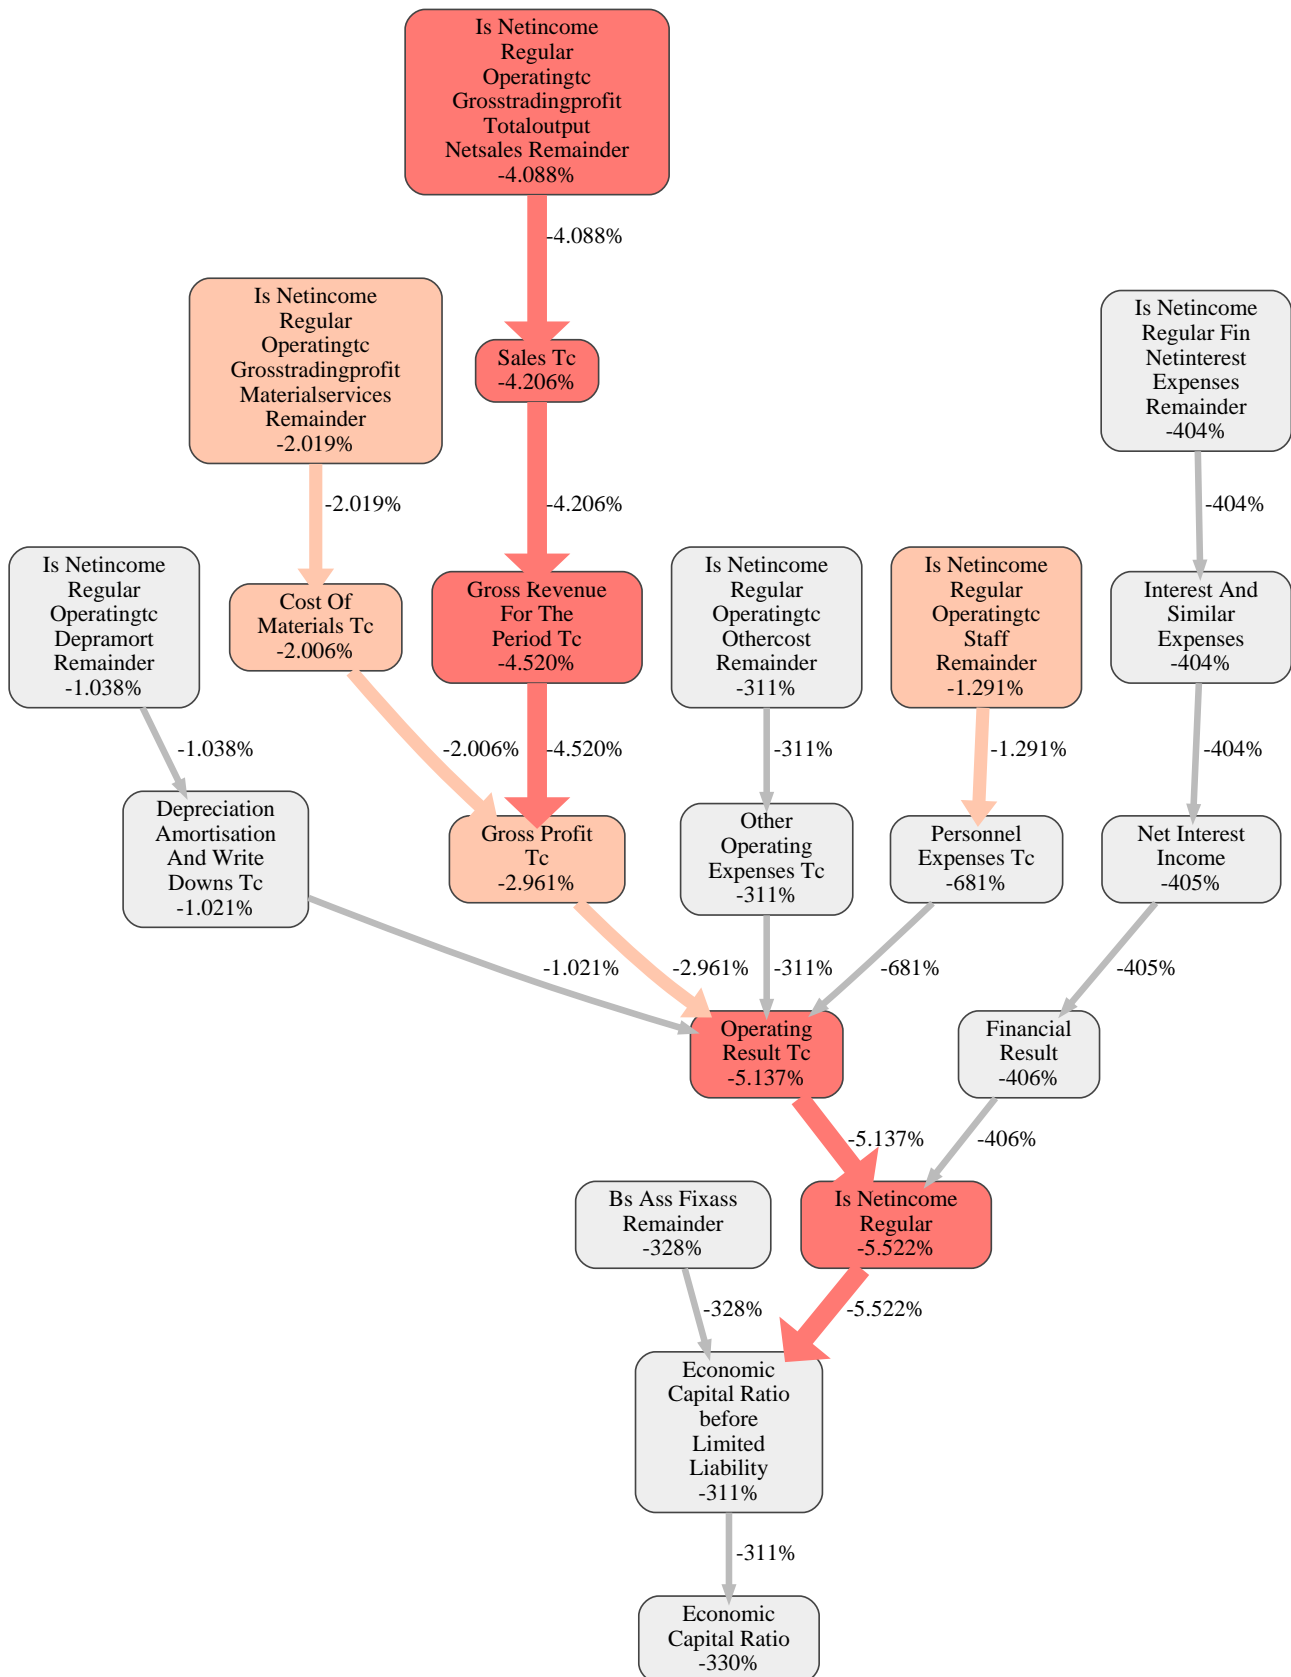 Is Netincome
Regular
Operatingtc
Grosstradingprofit
Totaloutput
Netsales Remainder
-4.088%
-4.088%
Is Netincome
Regular
Operatingtc
Grosstradingprofit
Materialservices
Remainder
-2.019%
Sales Tc
-4.206%
Is Netincome
Regular Fin
Netinterest
Expenses
Remainder
-404%
-2.019%
-4.206%
-404%
Is Netincome
Regular
Operatingtc
Depramort
Remainder
-1.038%
Cost Of
Materials Tc
-2.006%
Gross Revenue
For The
Period Tc
-4.520%
Is Netincome
Regular
Operatingtc
Othercost
Remainder
-311%
Is Netincome
Regular
Operatingtc
Staff
Remainder
-1.291%
Interest And
Similar
Expenses
-404%
-1.038%
-2.006%
-4.520%
-311%
-1.291%
-404%
Depreciation
Amortisation
And Write
Downs Tc
-1.021%
Gross Profit
Tc
-2.961%
Other
Operating
Expenses Tc
-311%
Personnel
Expenses Tc
-681%
Net Interest
Income
-405%
-1.021%
-2.961%
-311%
-681%
-405%
Operating
Result Tc
-5.137%
Financial
Result
-406%
-5.137%
-406%
Bs Ass Fixass
Remainder
-328%
Is Netincome
Regular
-5.522%
-328%
-5.522%
Economic
Capital Ratio
before
Limited
Liability
-311%
-311%
Economic
Capital Ratio
-330%